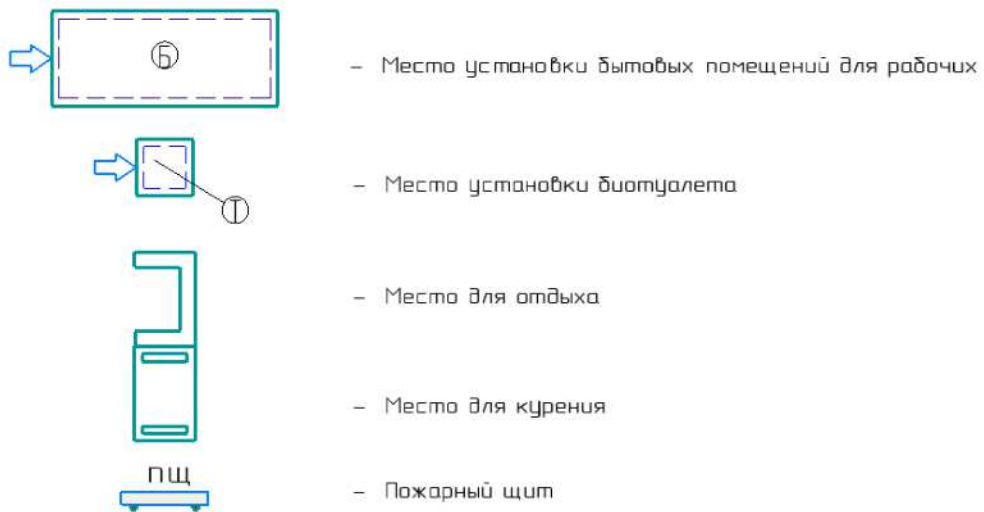 Б
– Место установки бытовых помещений для рабочих
– Место установки биотуалета
Т
– Место для отдыха
– Место для курения
ПЩ
– Пожарный щит